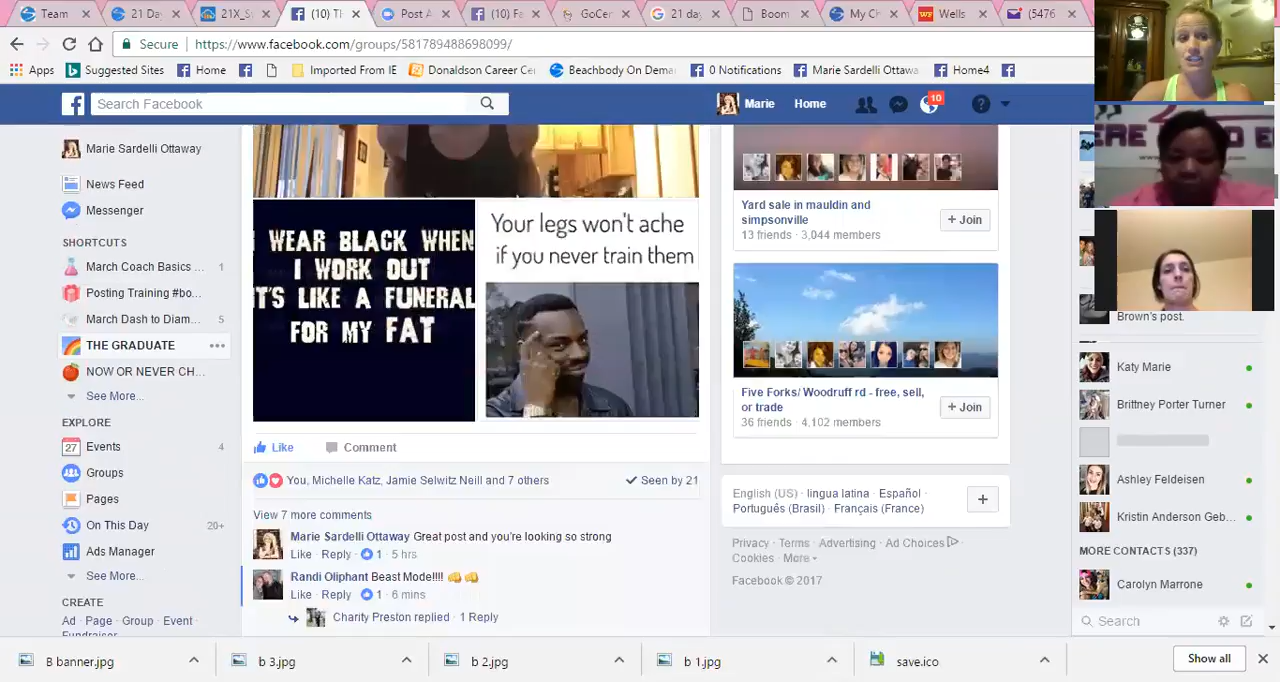 Team
21 Day
21X_S
(10) Th
Post A
(10) Fa
GoCer
21 day
Boom
My Ch
WF Wells
(5476
Secure https://www.facebook.com/groups/581789488698099/
Apps Suggested Sites Home Imported From IE Donaldson Career Ce Beachbody On Dema 0 Notifications Marie Sardelli Ottawa Home4
Search Facebook
Marie Home 10
Marie Sardelli Ottaway
News Feed
Messenger
SHORTCUTS
March Coach Basics ... 1
Posting Training #bo...
March Dash to Diam... 5
THE GRADUATE ...
NOW OR NEVER CH...
See More...
EXPLORE
27 Events 4
Groups
Pages
On This Day 20+
Ads Manager
See More...
CREATE
Ad · Page · Group · Event ·
Fundraiser
I WEAR BLACK WHEN
I WORK OUT
IT'S LIKE A FUNERAL
FOR MY FAT
Your legs won't ache
if you never train them
Like Comment
You, Michelle Katz, Jamie Selwitz Neill and 7 others Seen by 21
View 7 more comments
Marie Sardelli Ottaway Great post and you're looking so strong
Like · Reply · 1 · 5 hrs
Randi Oliphant Beast Mode!!!! 👊👊
Like · Reply · 1 · 6 mins
Charity Preston replied · 1 Reply
Yard sale in mauldin and
simpsonville
13 friends · 3,044 members
+ Join
Five Forks/ Woodruff rd - free, sell,
or trade
36 friends · 4,102 members
+ Join
English (US) · lingua latina · Español ·
Português (Brasil) · Français (France)
+
Privacy · Terms · Advertising · Ad Choices ·
Cookies · More
Facebook © 2017
Brown's post.
Katy Marie
Brittney Porter Turner
Ashley Feldeisen
Kristin Anderson Geb...
MORE CONTACTS (337)
Carolyn Marrone
Search
B banner.jpg
b 3.jpg
b 2.jpg
b 1.jpg
save.ico
Show all